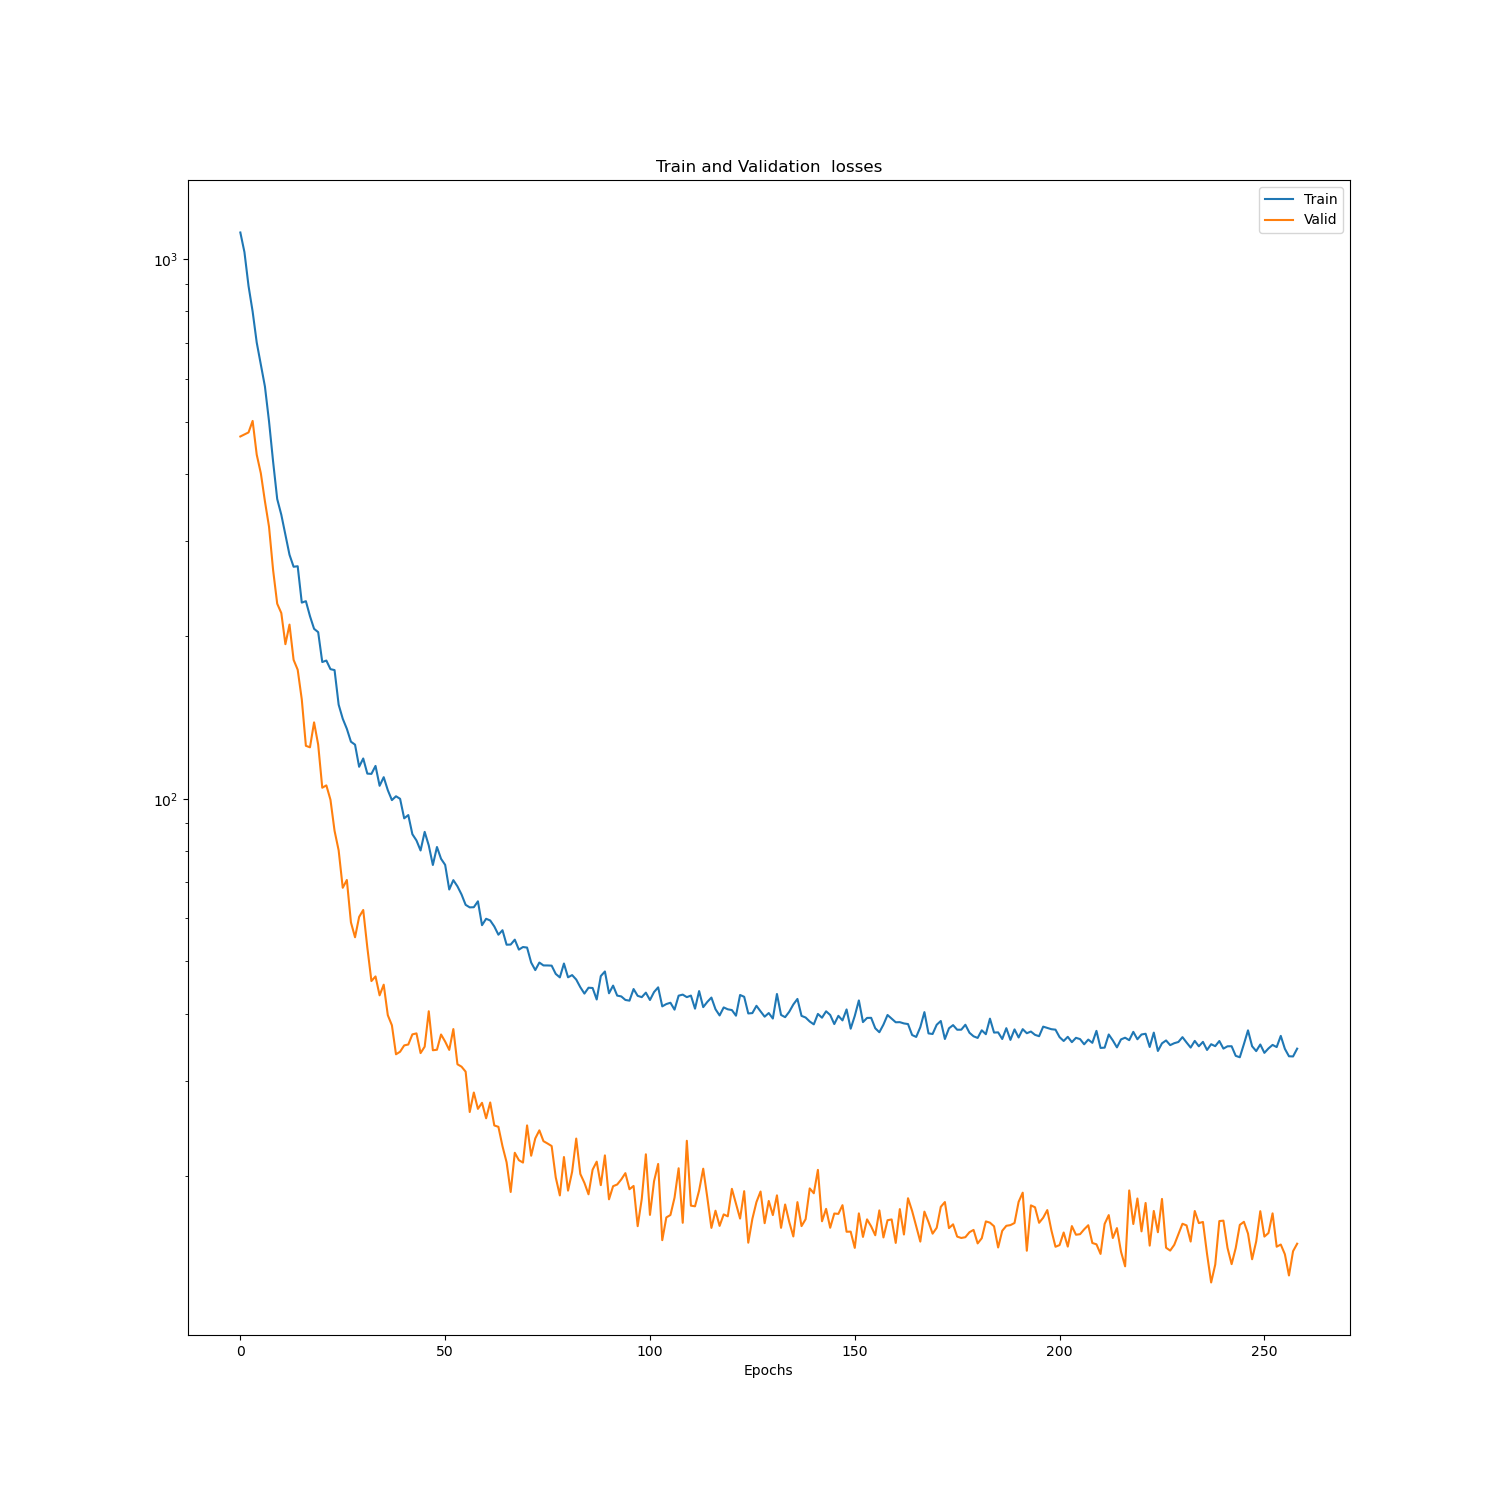 Train and Validation  losses
Train
Valid
10³
10²
0 50 100 150 200 250
Epochs